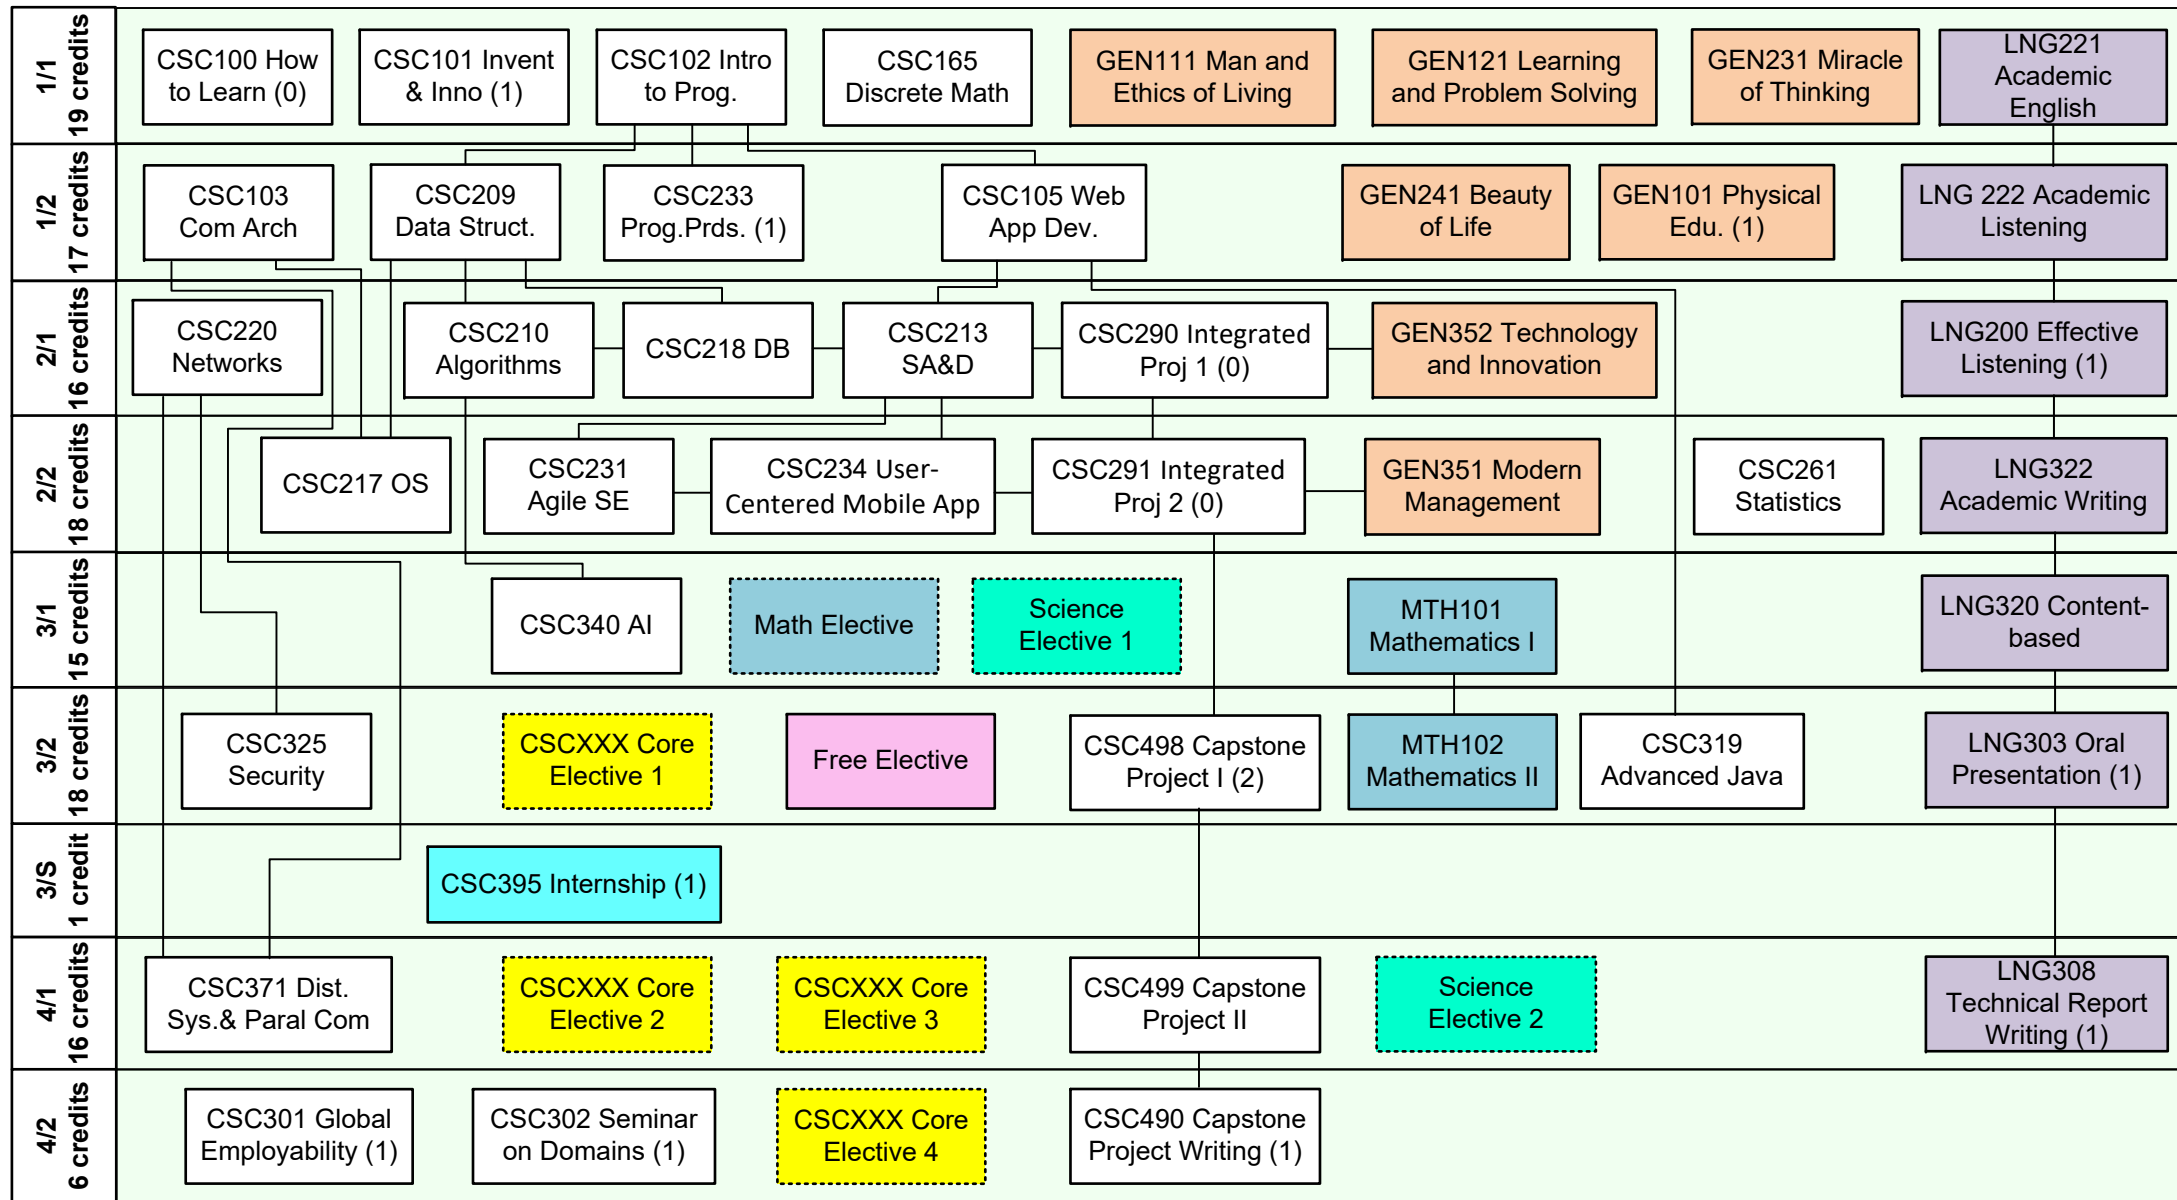 1/1
19 credits
CSC100 How
to Learn (0)
CSC101 Invent
& Inno (1)
CSC102 Intro
to Prog.
CSC165
Discrete Math
GEN111 Man and
Ethics of Living
GEN121 Learning
and Problem Solving
GEN231 Miracle
of Thinking
LNG221
Academic
English
1/2
17 credits
CSC103
Com Arch
CSC209
Data Struct.
CSC233
Prog.Prds. (1)
CSC105 Web
App Dev.
GEN241 Beauty
of Life
GEN101 Physical
Edu. (1)
LNG 222 Academic
Listening
2/1
16 credits
CSC220
Networks
CSC210
Algorithms
CSC218 DB
CSC213
SA&D
CSC290 Integrated
Proj 1 (0)
GEN352 Technology
and Innovation
LNG200 Effective
Listening (1)
2/2
18 credits
CSC217 OS
CSC231
Agile SE
CSC234 User-
Centered Mobile App
CSC291 Integrated
Proj 2 (0)
GEN351 Modern
Management
CSC261
Statistics
LNG322
Academic Writing
3/1
15 credits
CSC340 AI
Math Elective
Science
Elective 1
MTH101
Mathematics I
LNG320 Content-
based
3/2
18 credits
CSC325
Security
CSCXXX Core
Elective 1
Free Elective
CSC498 Capstone
Project I (2)
MTH102
Mathematics II
CSC319
Advanced Java
LNG303 Oral
Presentation (1)
3/S
1 credit
CSC395 Internship (1)
4/1
16 credits
CSC371 Dist.
Sys.& Paral Com
CSCXXX Core
Elective 2
CSCXXX Core
Elective 3
CSC499 Capstone
Project II
Science
Elective 2
LNG308
Technical Report
Writing (1)
4/2
6 credits
CSC301 Global
Employability (1)
CSC302 Seminar
on Domains (1)
CSCXXX Core
Elective 4
CSC490 Capstone
Project Writing (1)